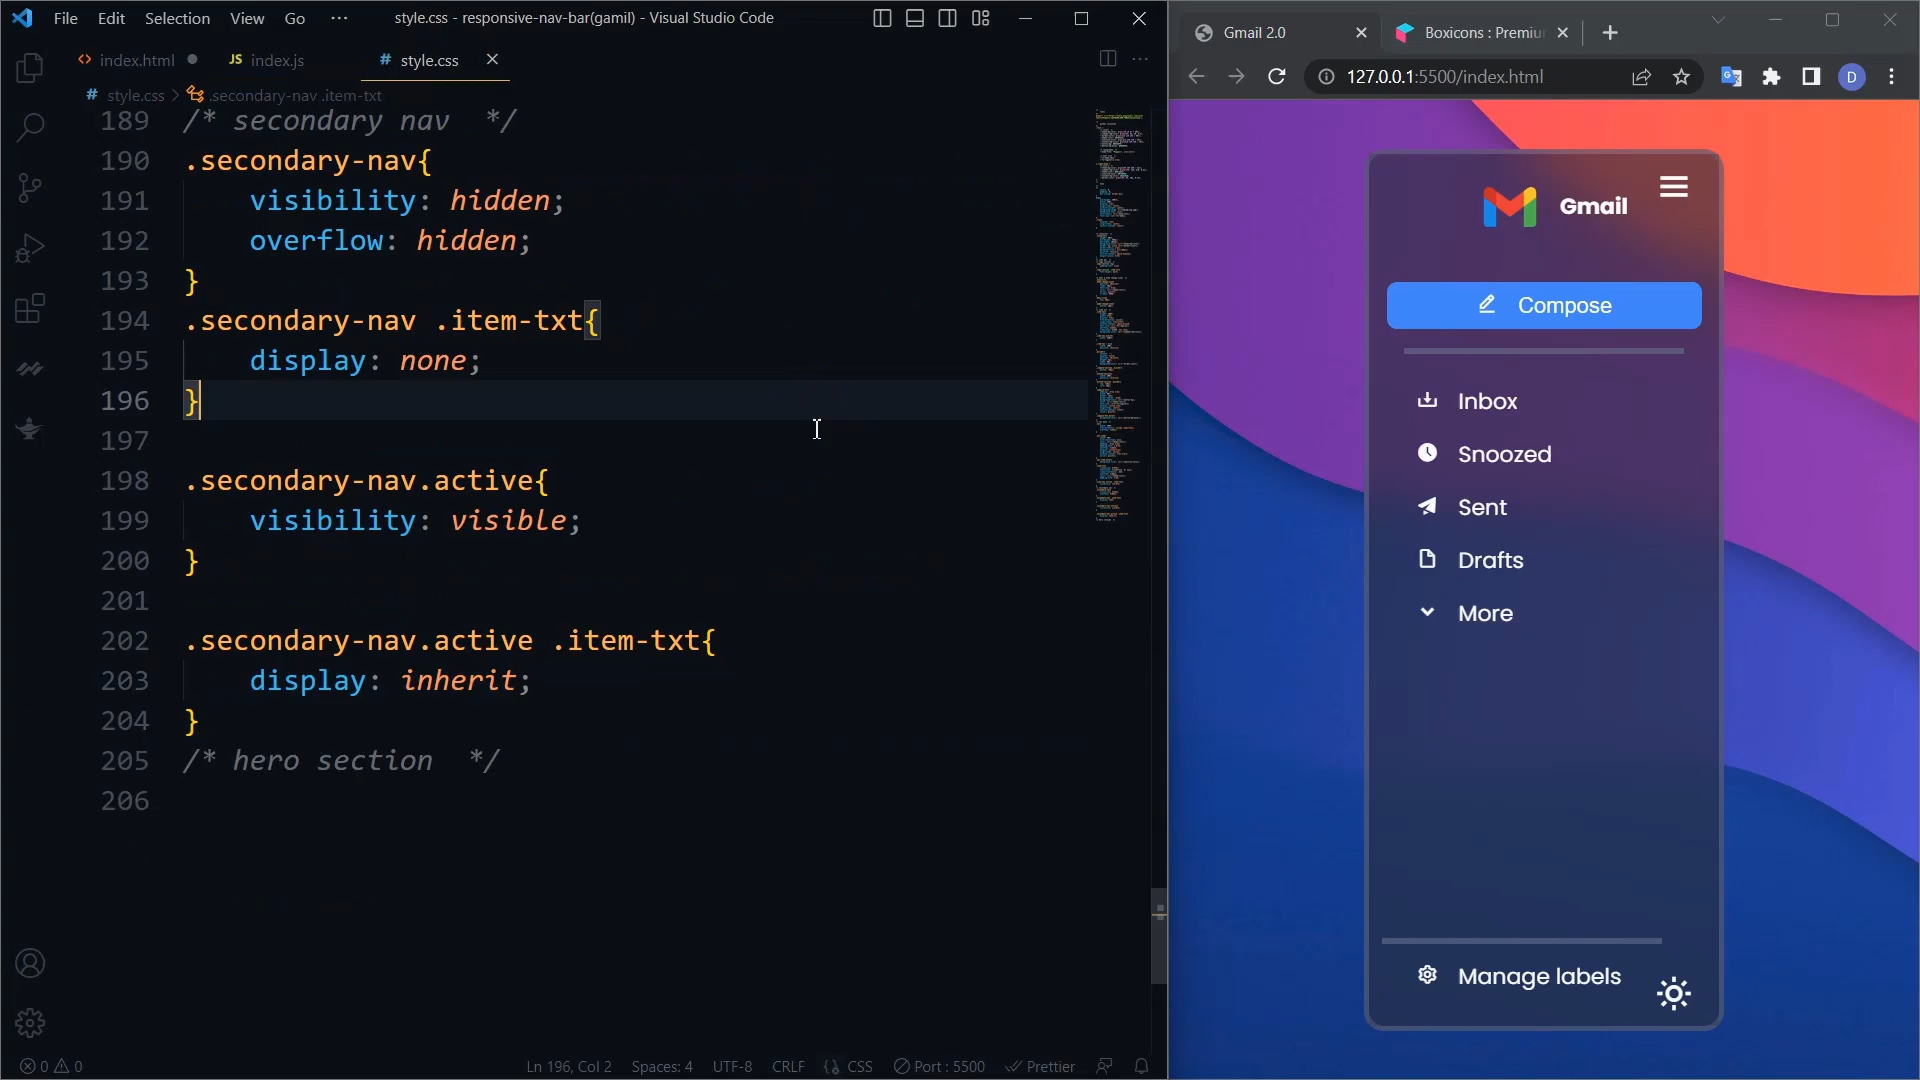 File Edit Selection View Go ··· style.css - responsive-nav-bar(gamil) - Visual Studio Code
index.html JS index.js # style.css
# style.css > .secondary-nav .item-txt
189 /* secondary nav  */
190 .secondary-nav{
191 visibility: hidden;
192 overflow: hidden;
193 }
194 .secondary-nav .item-txt{
195 display: none;
196 }
197
198 .secondary-nav.active{
199 visibility: visible;
200 }
201
202 .secondary-nav.active .item-txt{
203 display: inherit;
204 }
205 /* hero section  */
206
0 0 Ln 196, Col 2 Spaces: 4 UTF-8 CRLF {} CSS Port : 5500 Prettier
Gmail 2.0 Boxicons : Premiu
127.0.0.1:5500/index.html D
Gmail
Compose
Inbox
Snoozed
Sent
Drafts
More
Manage labels